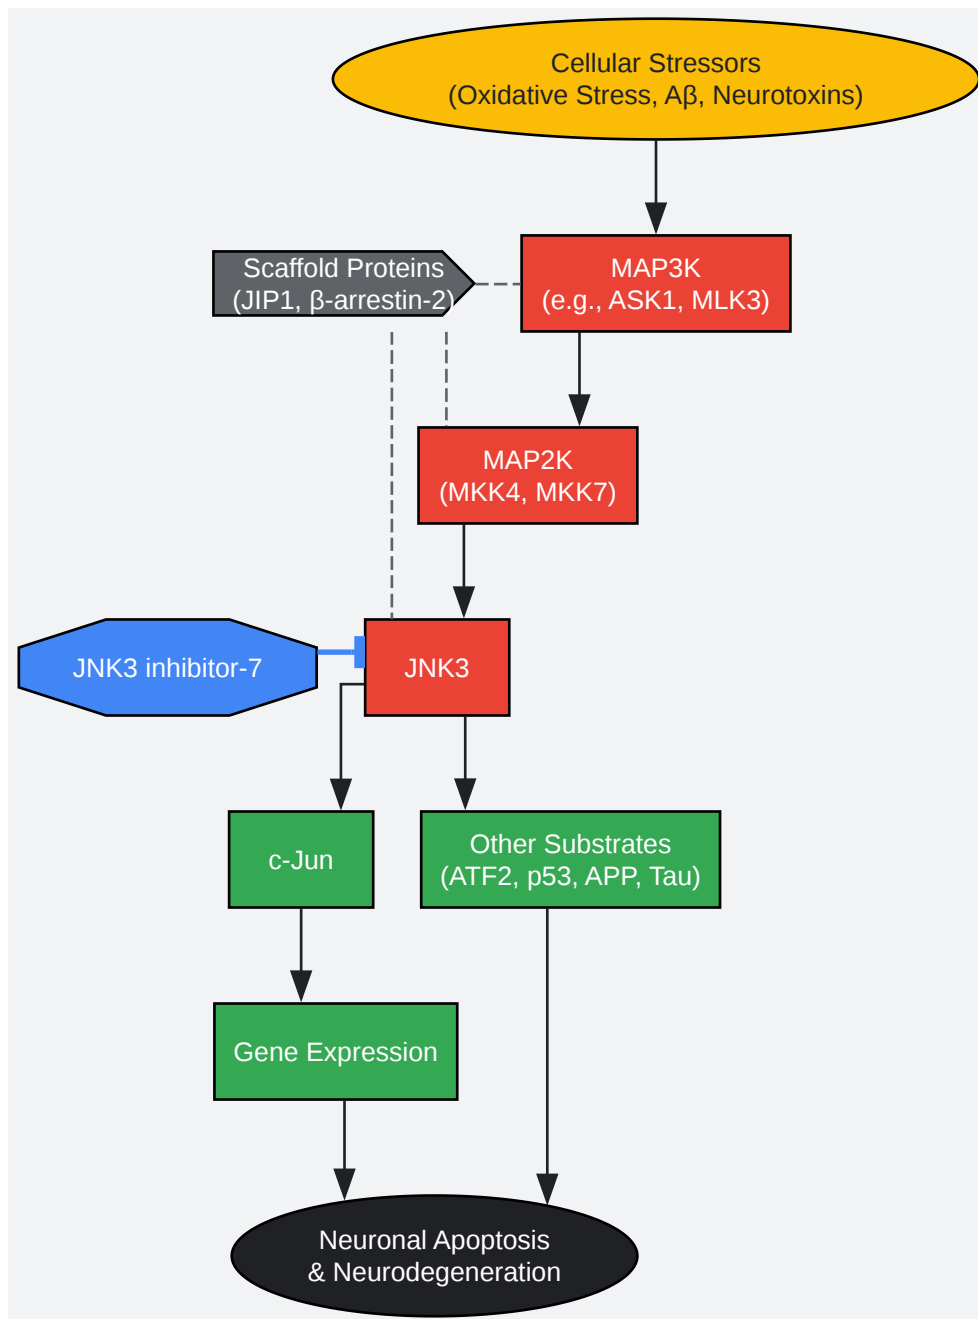 Cellular Stressors
(Oxidative Stress, Aβ, Neurotoxins)
Scaffold Proteins
(JIP1, β-arrestin-2)
MAP3K
(e.g., ASK1, MLK3)
MAP2K
(MKK4, MKK7)
JNK3 inhibitor-7
JNK3
c-Jun
Other Substrates
(ATF2, p53, APP, Tau)
Gene Expression
Neuronal Apoptosis
& Neurodegeneration